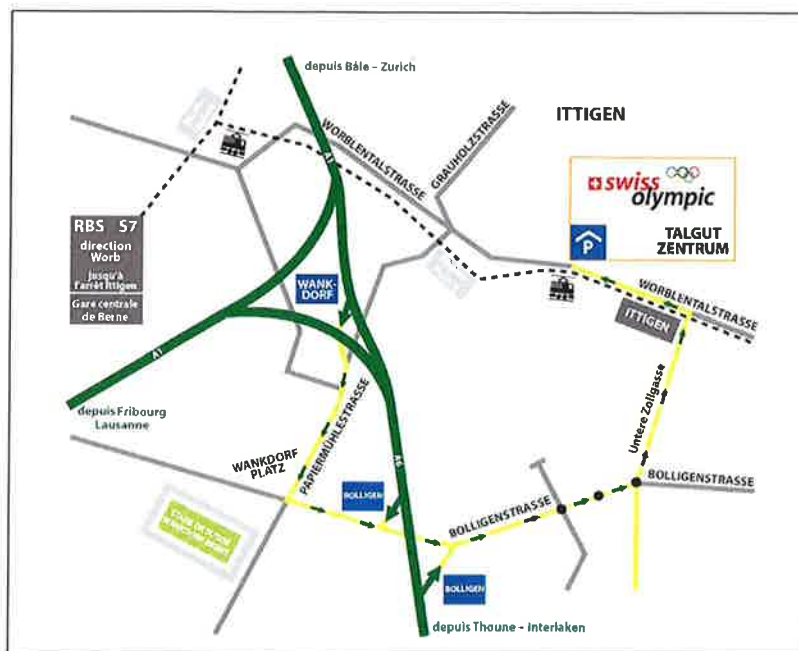 depuis Bâle – Zurich
ITTIGEN
GRAUHOLZSTRASSE
WORBLENTALSTRASSE
A1
swiss
olympic
P
TALGUT
ZENTRUM
RBS S7
direction
Worb
jusqu'à
l'arrêt Ittigen
Gare centrale
de Berne
WANK-
DORF
WORBLENTALSTRASSE
ITTIGEN
A1
depuis Fribourg
Lausanne
PAPIERMÜHLESTRASSE
A6
Untere Zollgasse
WANKDORF
PLATZ
BOLLIGEN
BOLLIGENSTRASSE
BOLLIGENSTRASSE
BOLLIGEN
depuis Thoune – Interlaken